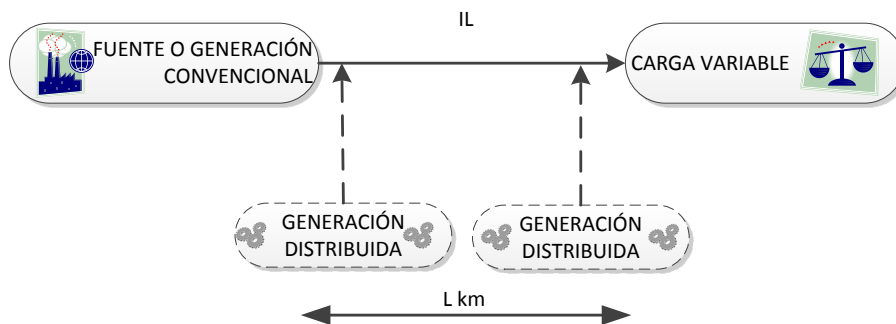 IL
FUENTE O GENERACIÓN
CONVENCIONAL
CARGA VARIABLE
GENERACIÓN
DISTRIBUIDA
GENERACIÓN
DISTRIBUIDA
L km